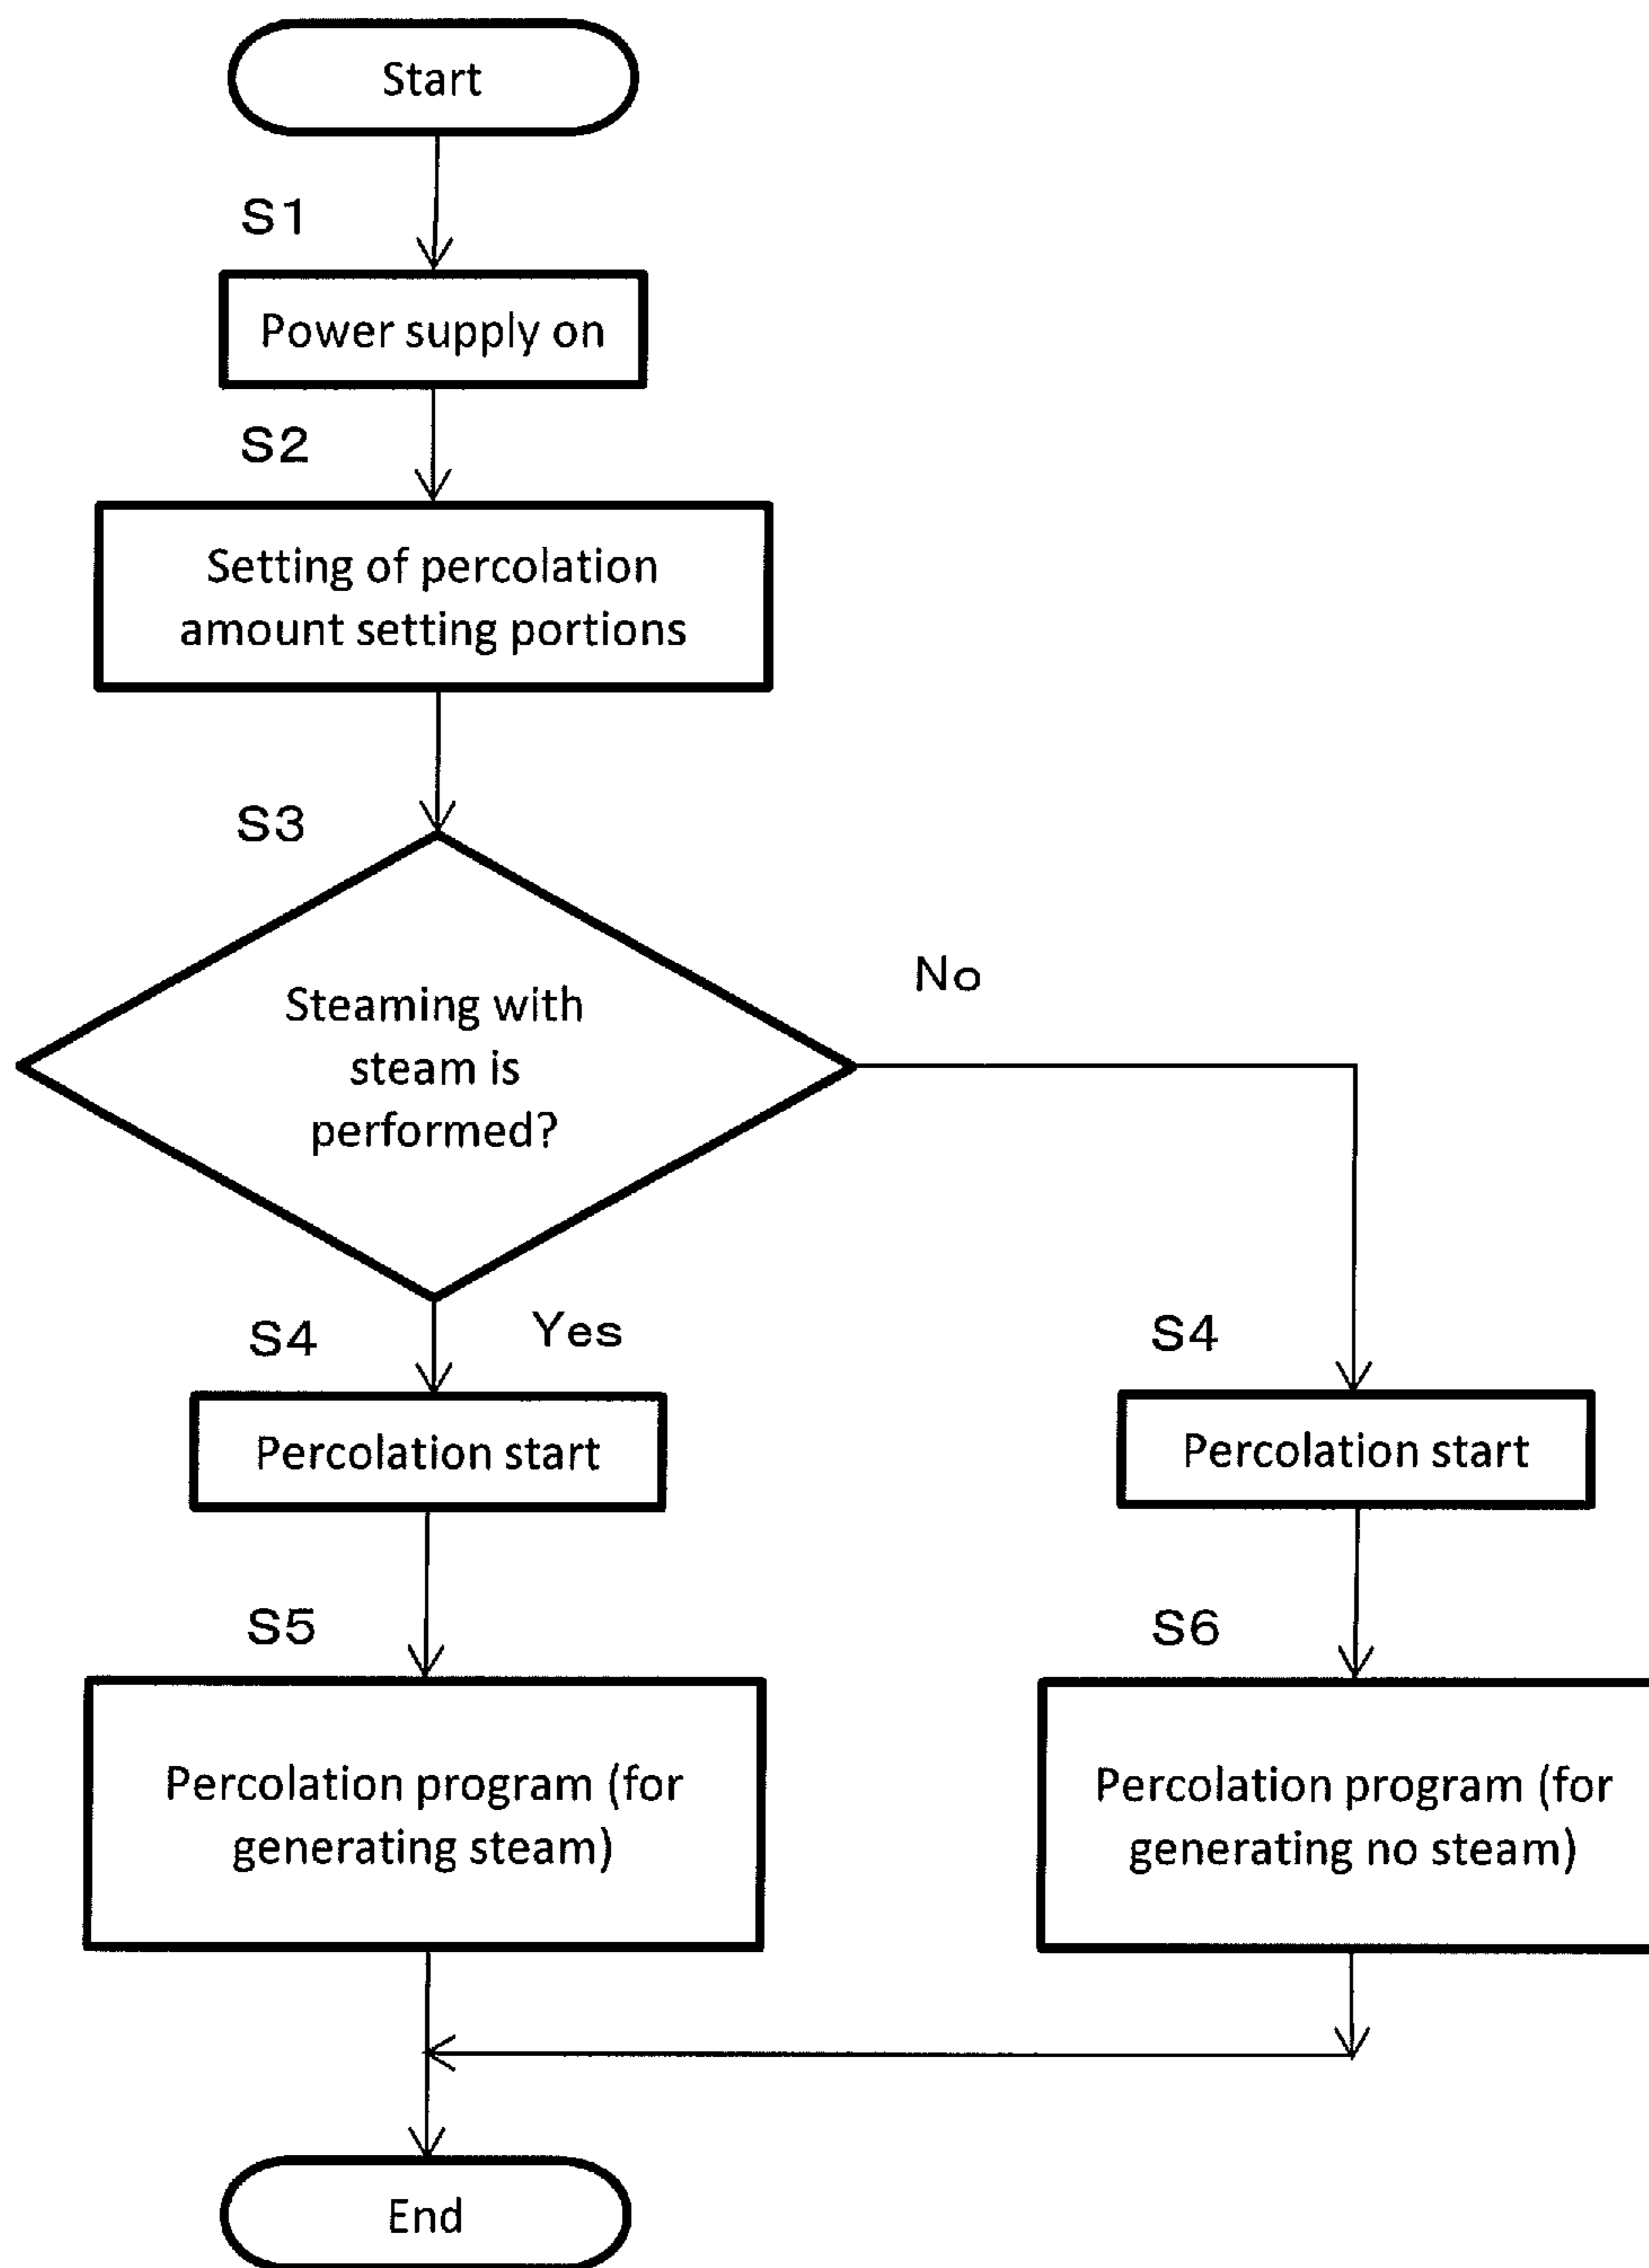 Start
S1
Power supply on
S2
Setting of percolation
amount setting portions
S3
Steaming with
steam is
performed?
No
Yes
S4
Percolation start
S4
Percolation start
S5
Percolation program (for
generating steam)
S6
Percolation program (for
generating no steam)
End